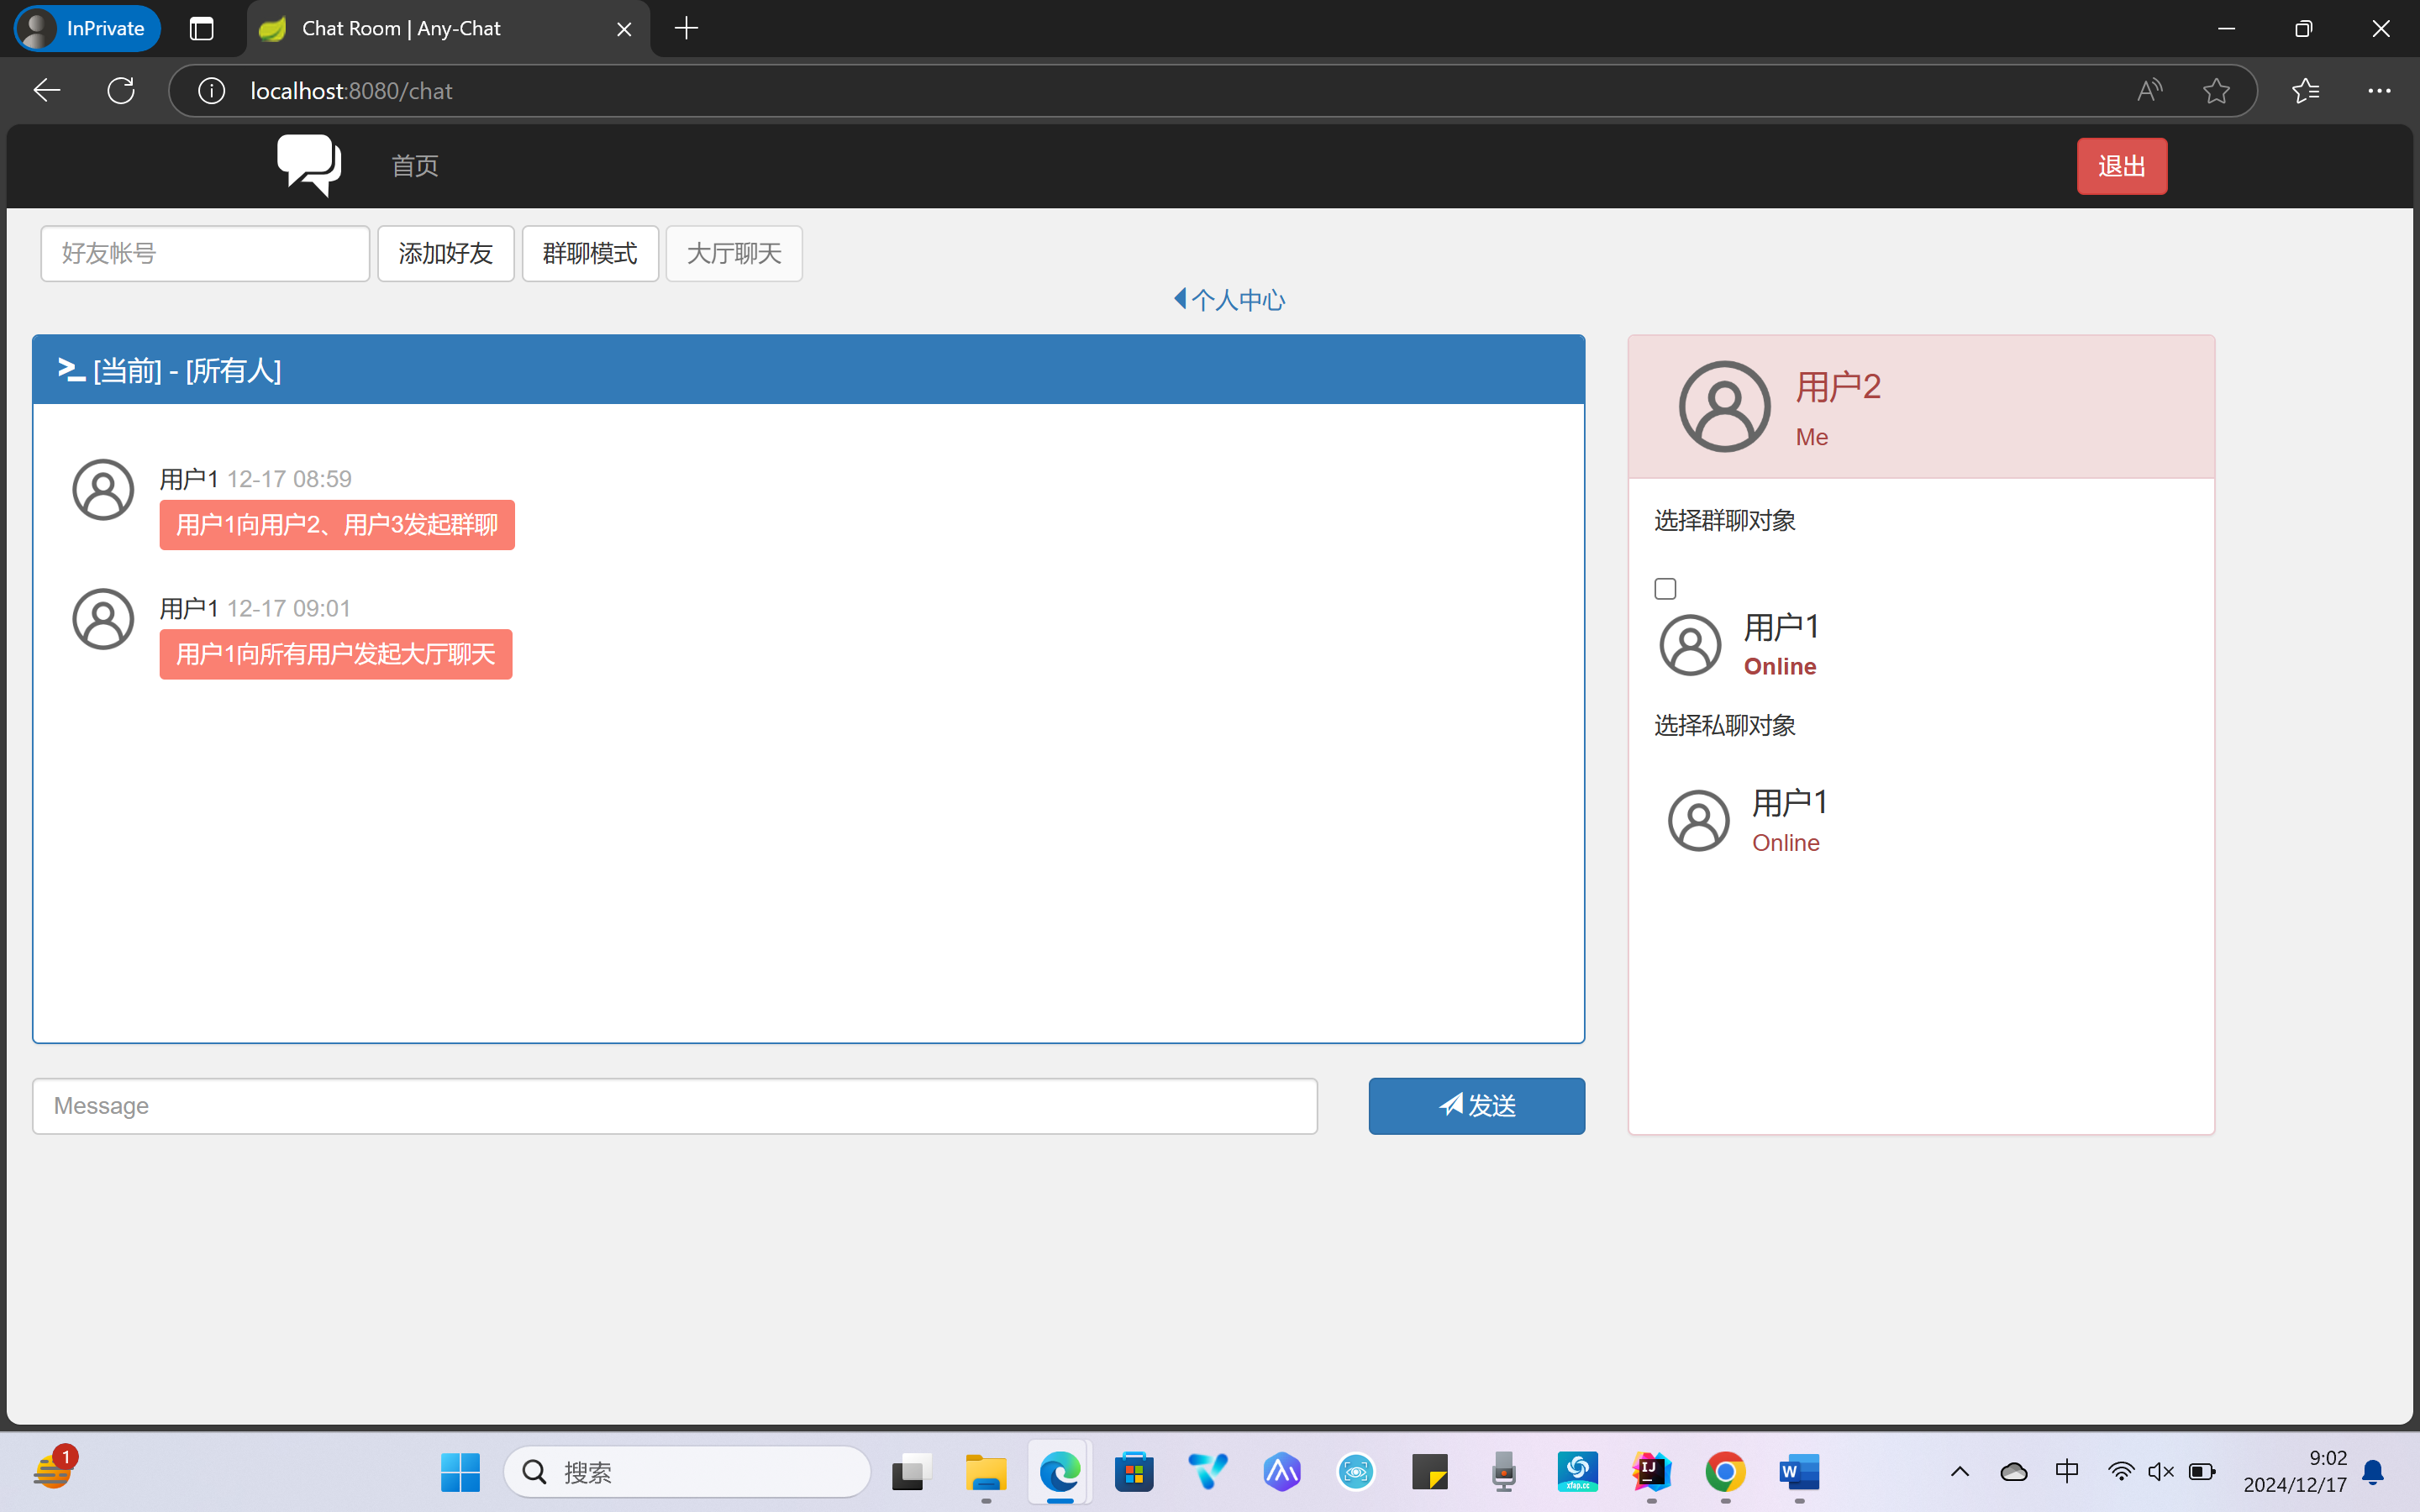 InPrivate
Chat Room | Any-Chat
localhost:8080/chat
首页
退出
好友帐号
添加好友
群聊模式
大厅聊天
个人中心
[当前] - [所有人]
用户1 12-17 08:59
用户1向用户2、用户3发起群聊
用户1 12-17 09:01
用户1向所有用户发起大厅聊天
Message
发送
用户2
Me
选择群聊对象
用户1
Online
选择私聊对象
用户1
Online
1
搜索
xfxp.cc
IJ
W
中
9:02
2024/12/17